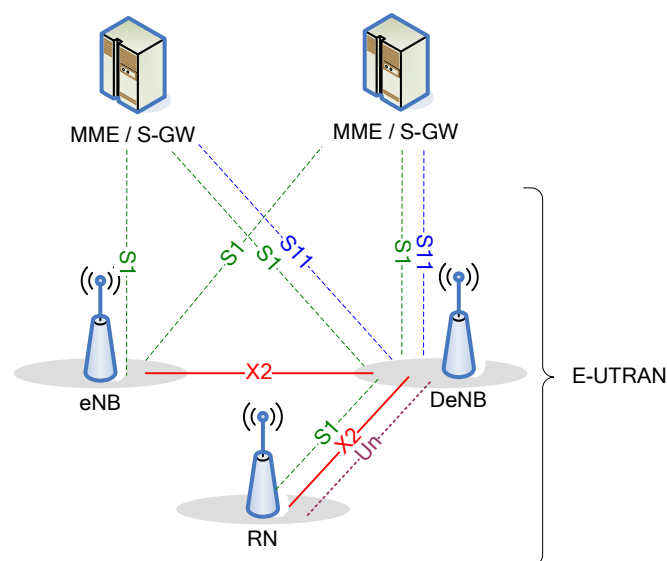 MME / S-GW
MME / S-GW
S1
S1
S1
S11
S1
S11
X2
eNB
DeNB
E-UTRAN
S1
X2
Un
RN